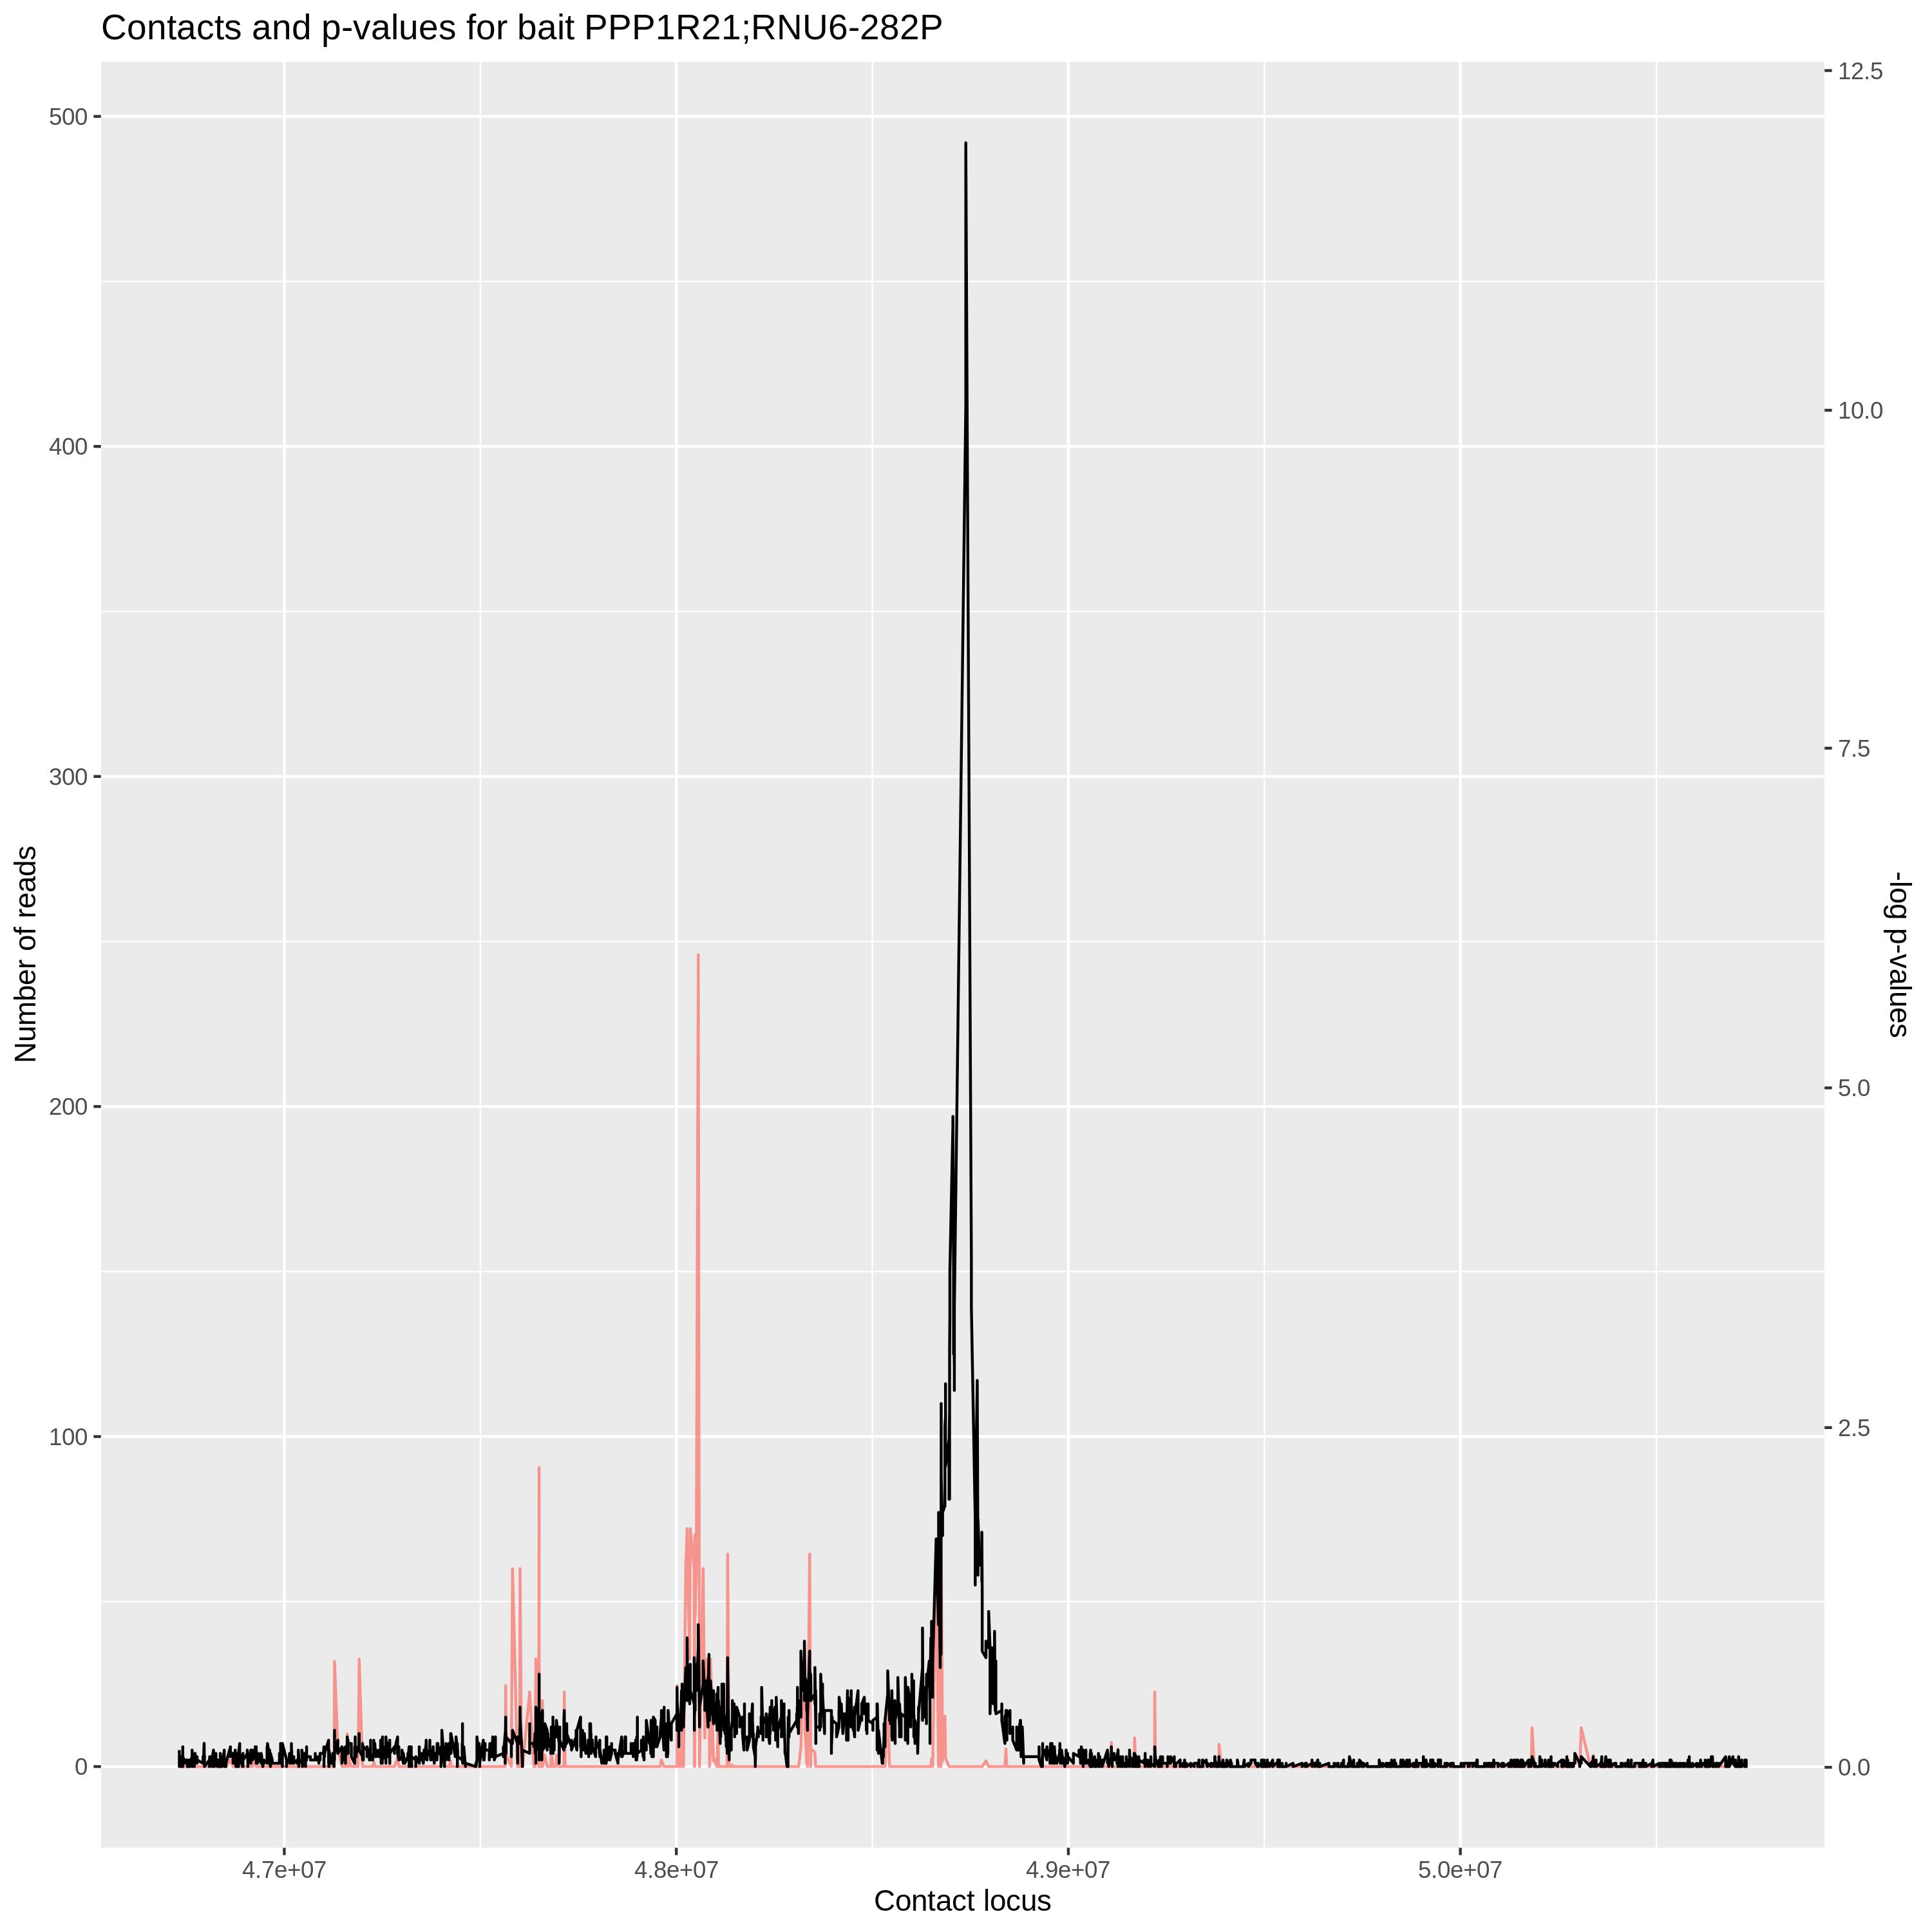 Contacts and p-values for bait PPP1R21;RNU6-282P
500
400
300
200
100
0
Number of reads
12.5
10.0
7.5
5.0
2.5
0.0
-log p-values
4.7e+07
4.8e+07
4.9e+07
5.0e+07
Contact locus